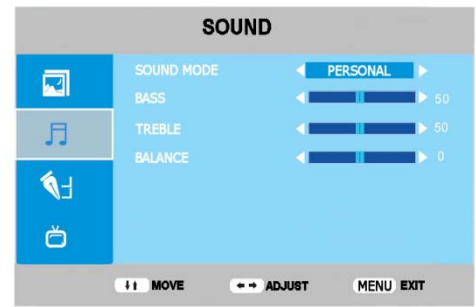 SOUND
SOUND MODE PERSONAL
BASS 50
TREBLE 50
BALANCE 0
MOVE ADJUST MENU EXIT